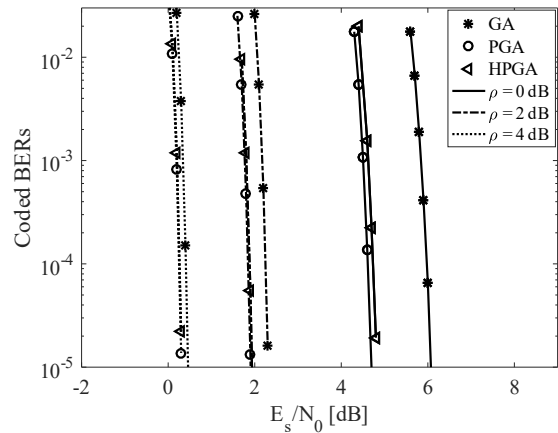 Coded BERs
10^-2
10^-3
10^-4
10^-5
-2 0 2 4 6 8
E_s/N_0 [dB]
GA
PGA
HPGA
ρ = 0 dB
ρ = 2 dB
ρ = 4 dB